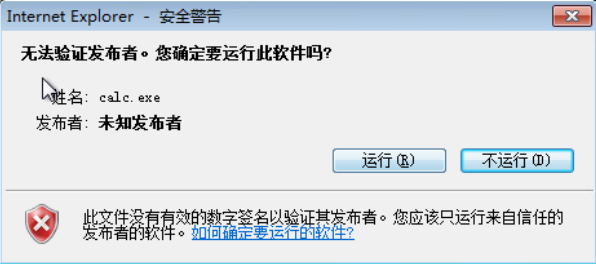 Internet Explorer - 安全警告
无法验证发布者。您确定要运行此软件吗?
姓名: calc.exe
发布者: 未知发布者
运行(R)
不运行(D)
此文件没有有效的数字签名以验证其发布者。您应该只运行来自信任的
发布者的软件。如何确定要运行的软件?